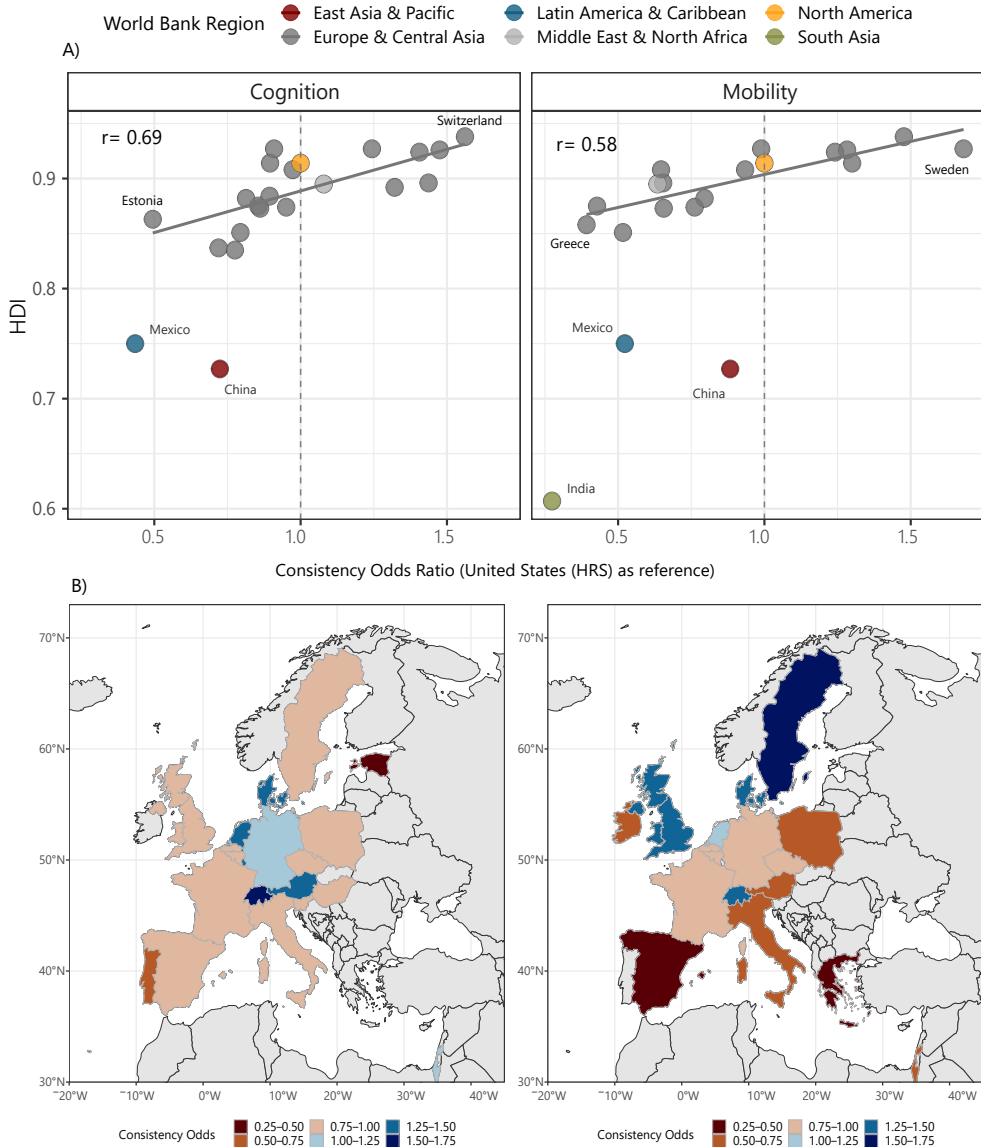 World Bank Region
East Asia & Pacific Latin America & Caribbean North America
Europe & Central Asia Middle East & North Africa South Asia
A)
Cognition Mobility
r= 0.69 Switzerland r= 0.58
Estonia Sweden
Greece
Mexico Mexico
China China
India
HDI
0.9
0.8
0.7
0.6
0.5 1.0 1.5 0.5 1.0 1.5
Consistency Odds Ratio (United States (HRS) as reference)
B)
70°N 70°N
60°N 60°N
50°N 50°N
40°N 40°N
30°N 30°N
−20°W −10°W 0°W 10°W 20°W 30°W 40°W −20°W −10°W 0°W 10°W 20°W 30°W 40°W
Consistency Odds 0.25–0.50 0.75–1.00 1.25–1.50 Consistency Odds 0.25–0.50 0.75–1.00 1.25–1.50
0.50–0.75 1.00–1.25 1.50–1.75 0.50–0.75 1.00–1.25 1.50–1.75